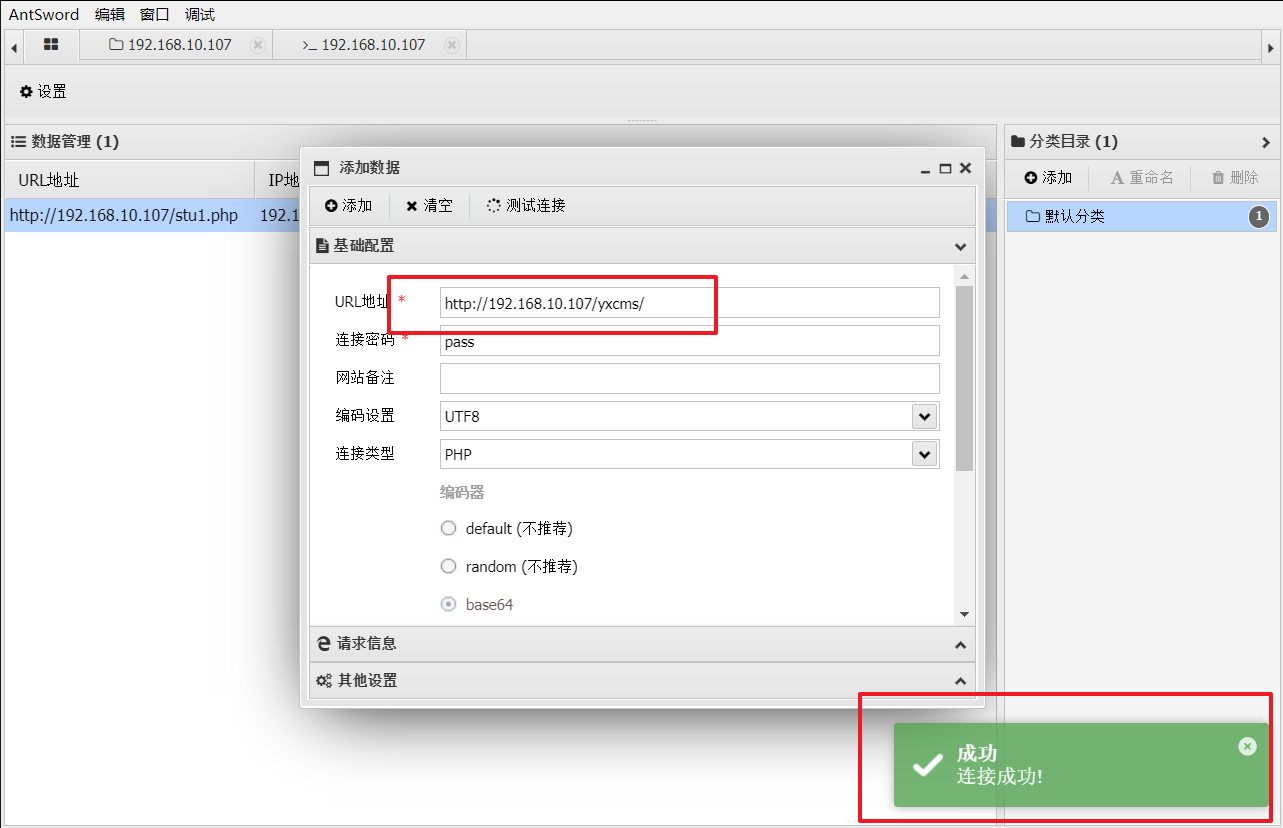 AntSword 编辑 窗口 调试
192.168.10.107 >_ 192.168.10.107
设置
数据管理 (1)
分类目录 (1)
URL地址 IP地
添加 重命名 删除
http://192.168.10.107/stu1.php 192.1
默认分类 1
添加数据
添加 清空 测试连接
基础配置
URL地址 * http://192.168.10.107/yxcms/
连接密码 * pass
网站备注
编码设置 UTF8
连接类型 PHP
编码器
default (不推荐)
random (不推荐)
base64
请求信息
其他设置
成功
连接成功!